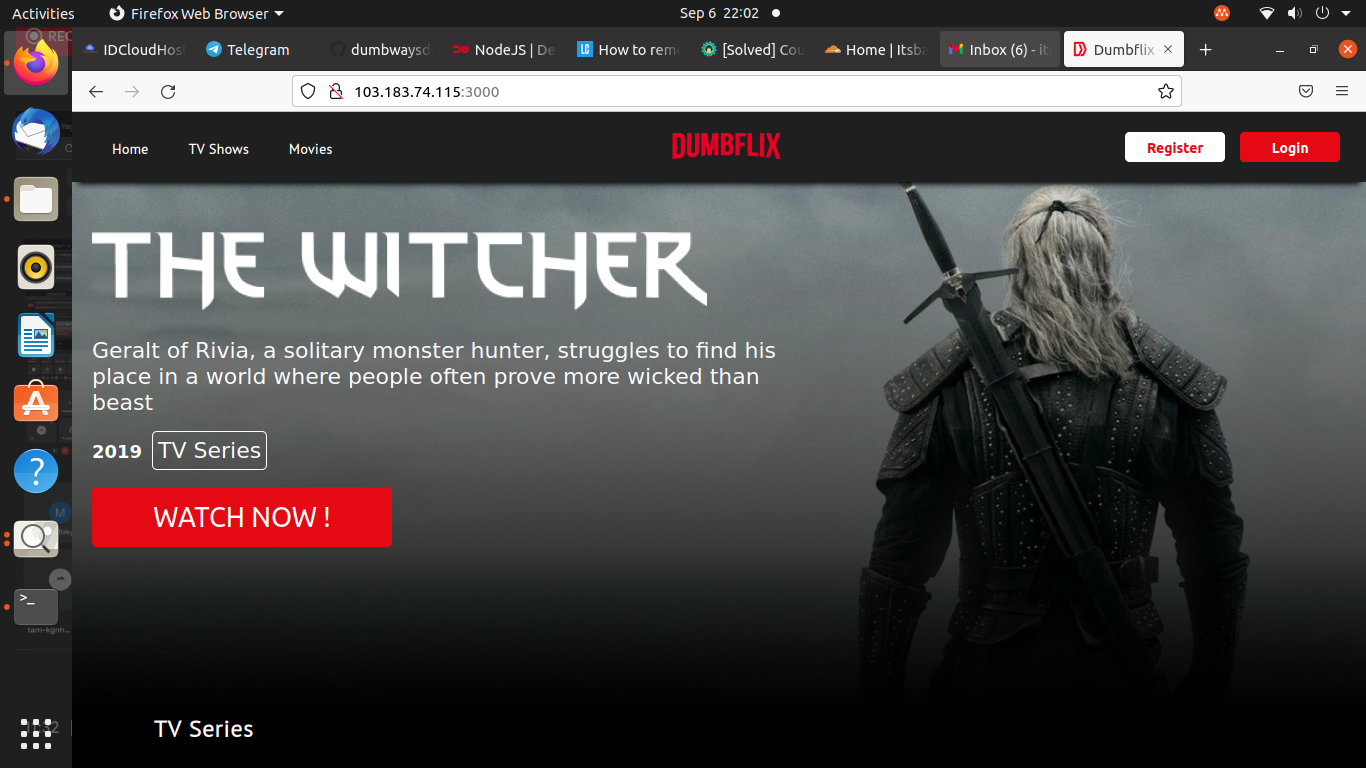 Activities
Firefox Web Browser
Sep 6 22:02
REC
IDCloudHos
Telegram
dumbwaysd
NodeJS | De
How to rem
[Solved] Cou
Home | Itsba
Inbox (6) - it
Dumbflix
103.183.74.115:3000
Home
TV Shows
Movies
DUMBFLIX
Register
Login
THE WITCHER
Geralt of Rivia, a solitary monster hunter, struggles to find his
place in a world where people often prove more wicked than
beast
2019
TV Series
WATCH NOW !
TV Series